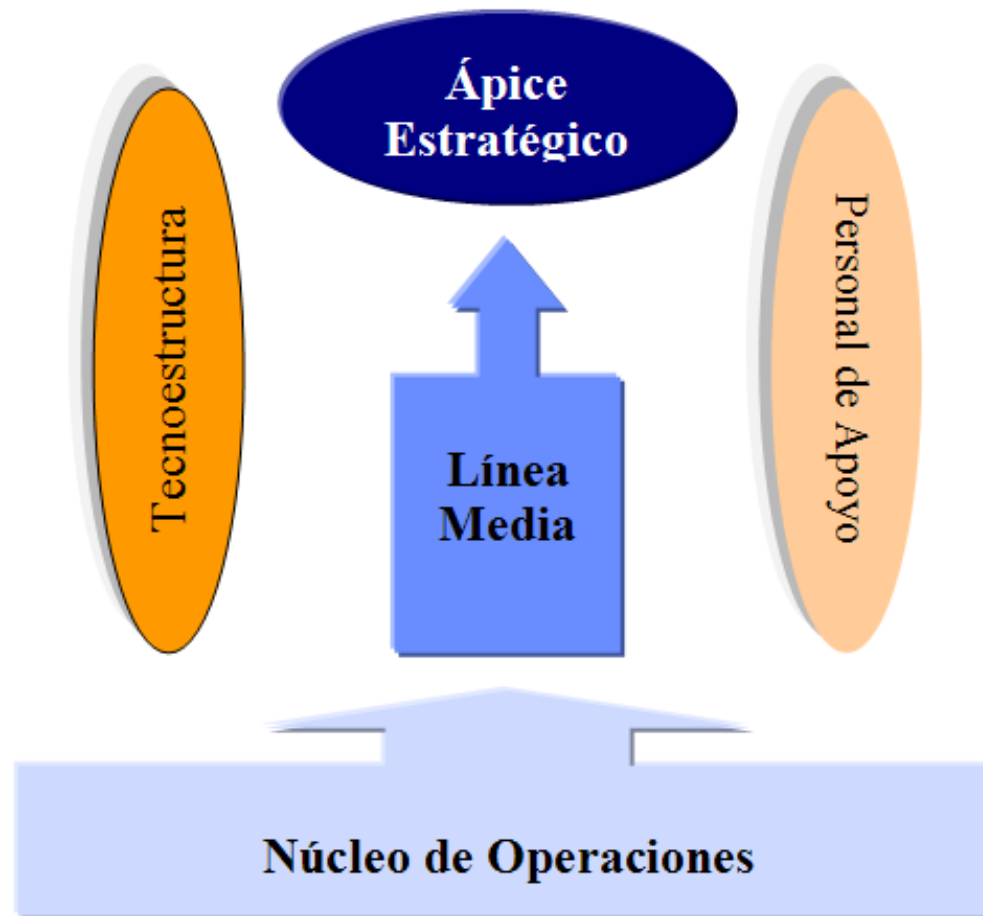 Ápice
Estratégico
Tecnoestructura
Personal de Apoyo
Línea
Media
Núcleo de Operaciones